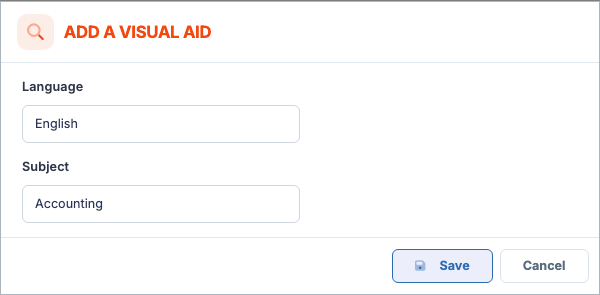 ADD A VISUAL AID
Language
English
Subject
Accounting
Save
Cancel